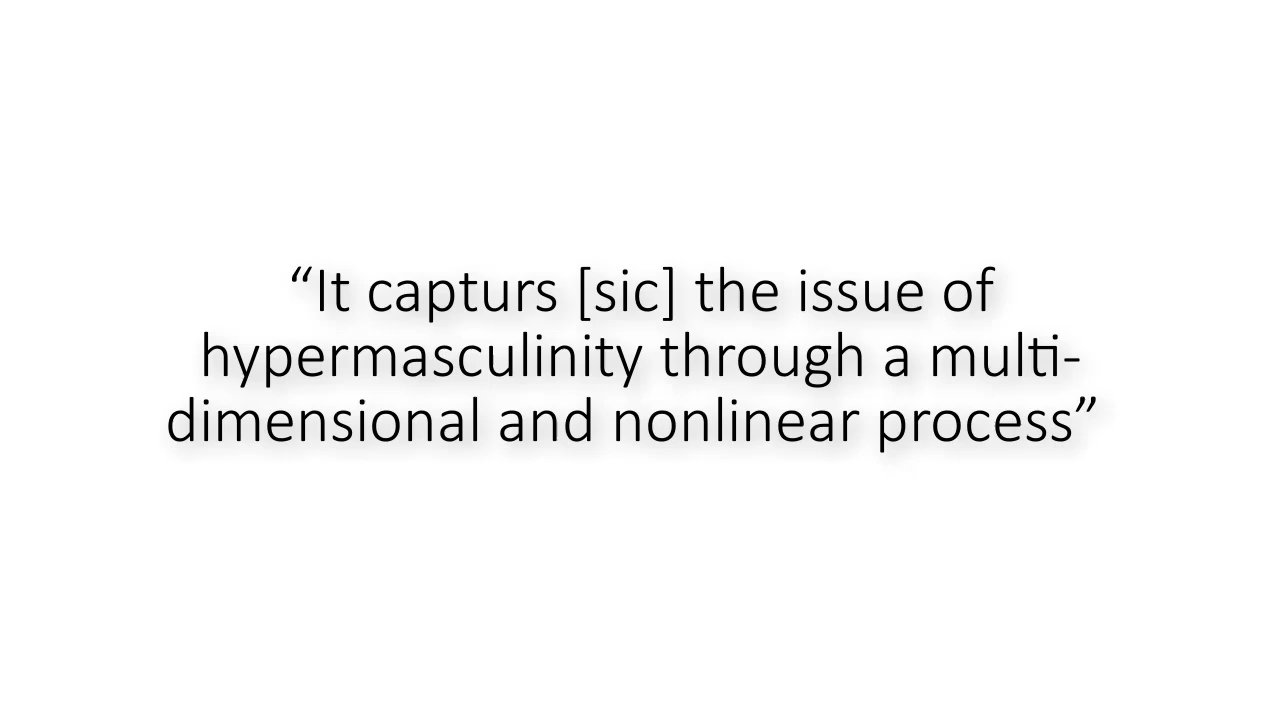 “It capturs [sic] the issue of
hypermasculinity through a multi-
dimensional and nonlinear process”